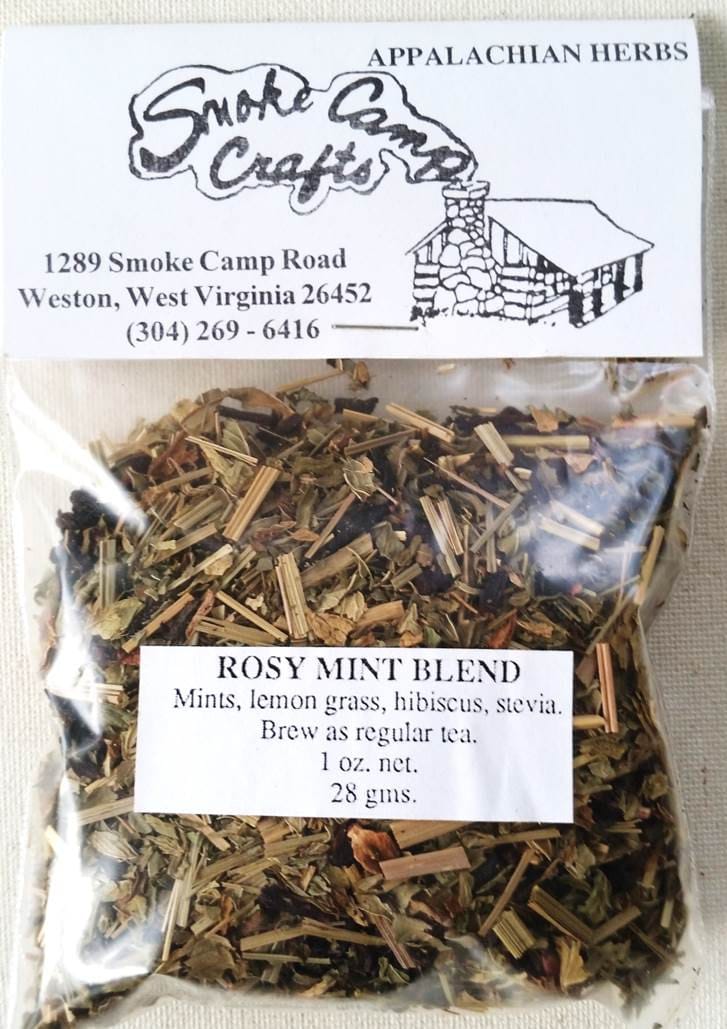 APPALACHIAN HERBS
Smoke Camp
Crafts
1289 Smoke Camp Road
Weston, West Virginia 26452
(304) 269 - 6416
ROSY MINT BLEND
Mints, lemon grass, hibiscus, stevia.
Brew as regular tea.
1 oz. net.
28 gms.